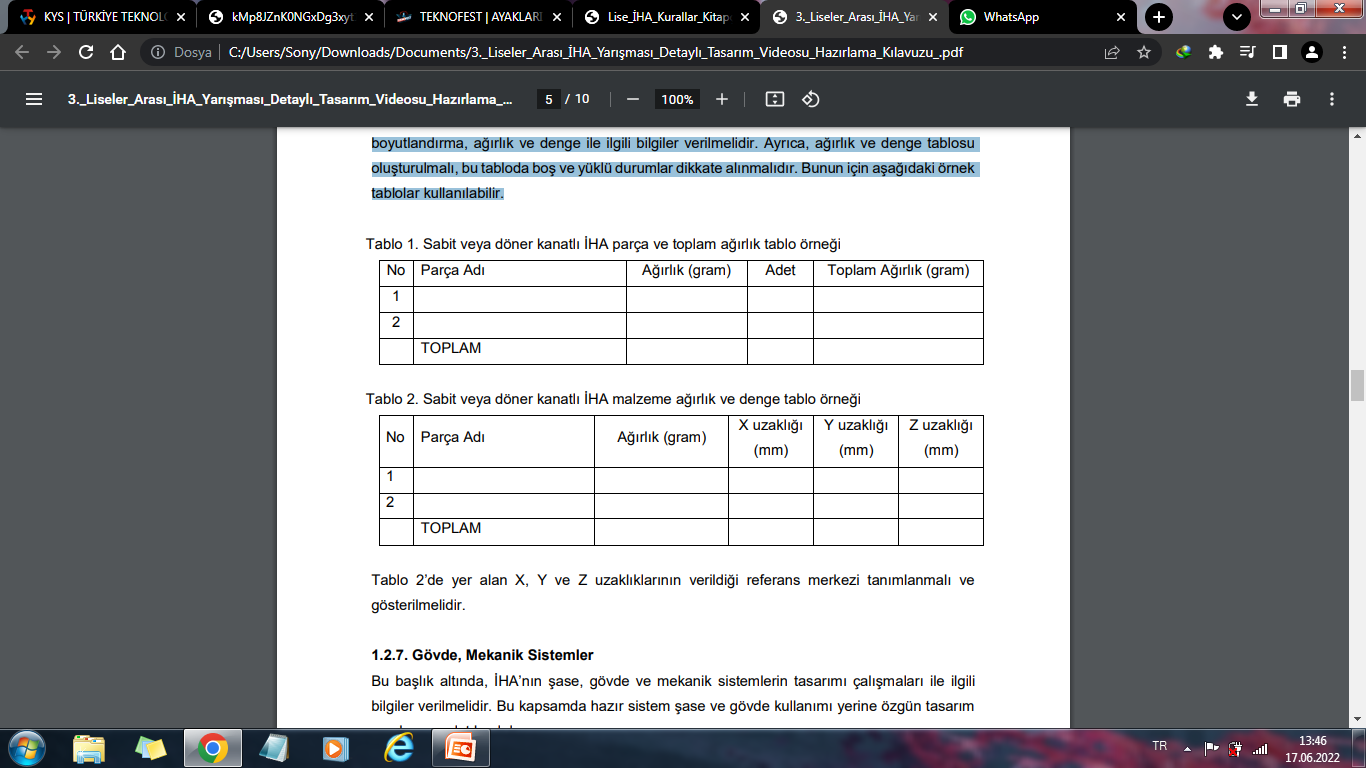 KYS | TÜRKİYE TEKNOLO
kMp8JZnK0NGxDg3xyt
TEKNOFEST | AYAKLARI
Lise_İHA_Kurallar_Kitap
3._Liseler_Arası_İHA_Yar
WhatsApp
Dosya | C:/Users/Sony/Downloads/Documents/3._Liseler_Arası_İHA_Yarışması_Detaylı_Tasarım_Videosu_Hazırlama_Kılavuzu_.pdf
3._Liseler_Arası_İHA_Yarışması_Detaylı_Tasarım_Videosu_Hazırlama_... 5 / 10 100%
boyutlandırma, ağırlık ve denge ile ilgili bilgiler verilmelidir. Ayrıca, ağırlık ve denge tablosu
oluşturulmalı, bu tabloda boş ve yüklü durumlar dikkate alınmalıdır. Bunun için aşağıdaki örnek
tablolar kullanılabilir.
Tablo 1. Sabit veya döner kanatlı İHA parça ve toplam ağırlık tablo örneği
No Parça Adı Ağırlık (gram) Adet Toplam Ağırlık (gram)
1
2
TOPLAM
Tablo 2. Sabit veya döner kanatlı İHA malzeme ağırlık ve denge tablo örneği
No Parça Adı Ağırlık (gram) X uzaklığı (mm) Y uzaklığı (mm) Z uzaklığı (mm)
1
2
TOPLAM
Tablo 2'de yer alan X, Y ve Z uzaklıklarının verildiği referans merkezi tanımlanmalı ve
gösterilmelidir.
1.2.7. Gövde, Mekanik Sistemler
Bu başlık altında, İHA'nın şase, gövde ve mekanik sistemlerin tasarımı çalışmaları ile ilgili
bilgiler verilmelidir. Bu kapsamda hazır sistem şase ve gövde kullanımı yerine özgün tasarım
TR
13:46
17.06.2022